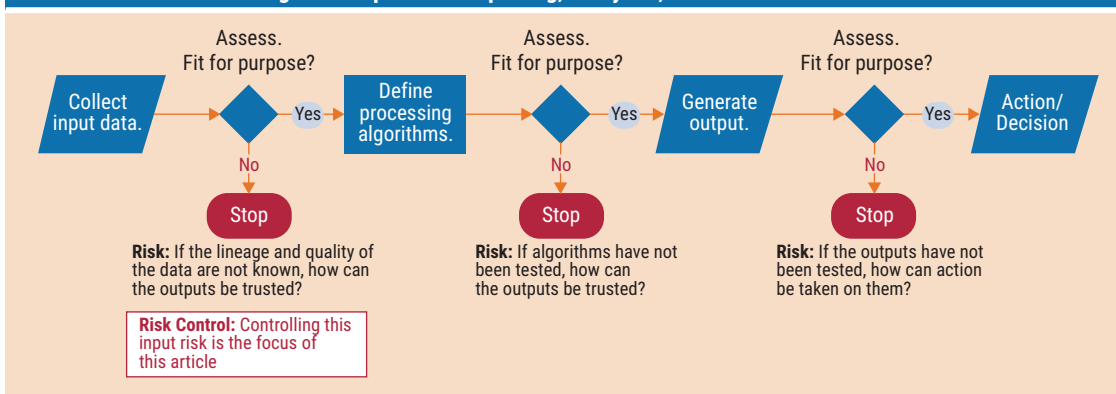 Assess.
Fit for purpose?
Assess.
Fit for purpose?
Assess.
Fit for purpose?
Collect
input data.
Yes
Define
processing
algorithms.
Yes
Generate
output.
Yes
Action/
Decision
No
No
No
Stop
Stop
Stop
Risk: If the lineage and quality of
the data are not known, how can
the outputs be trusted?
Risk: If algorithms have not
been tested, how can
the outputs be trusted?
Risk: If the outputs have not
been tested, how can action
be taken on them?
Risk Control: Controlling this
input risk is the focus of
this article